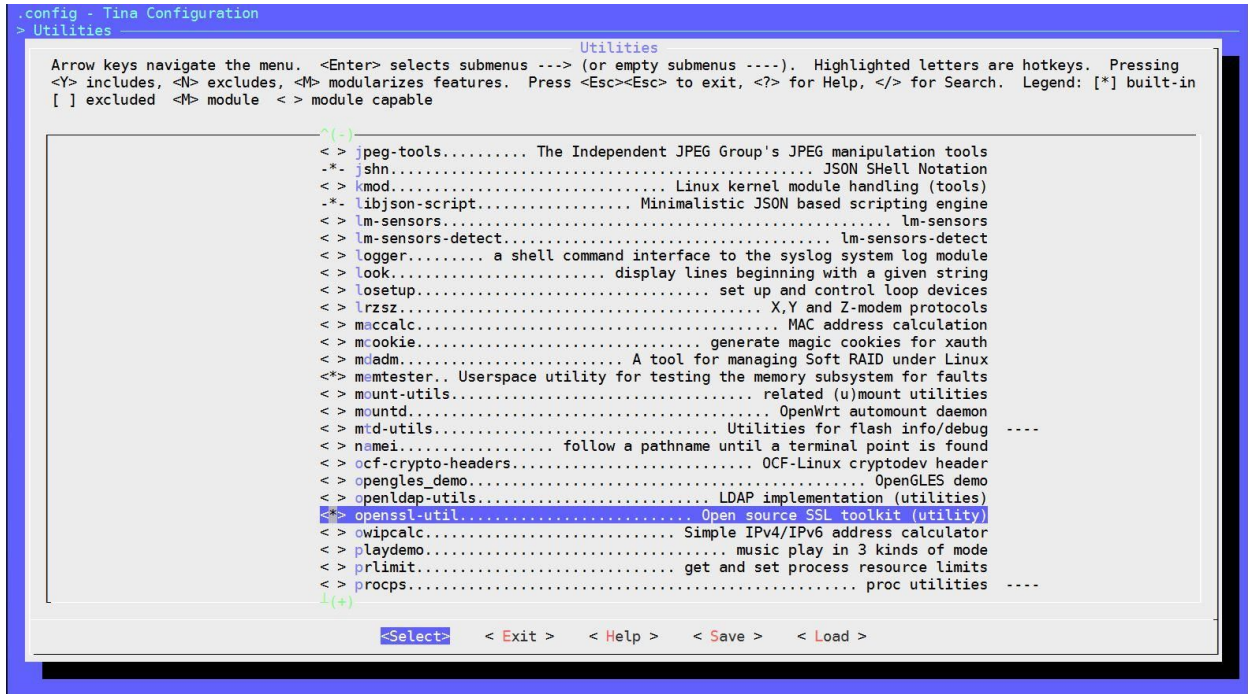 .config - Tina Configuration
> Utilities
Utilities
Arrow keys navigate the menu.  <Enter> selects submenus ---> (or empty submenus ----).  Highlighted letters are hotkeys.  Pressing
<Y> includes, <N> excludes, <M> modularizes features.  Press <Esc><Esc> to exit, <?> for Help, </> for Search.  Legend: [*] built-in
[ ] excluded  <M> module  < > module capable
^(-)
< > jpeg-tools.......... The Independent JPEG Group's JPEG manipulation tools
-*- jshn................................................. JSON SHell Notation
< > kmod................................ Linux kernel module handling (tools)
-*- libjson-script.................. Minimalistic JSON based scripting engine
< > lm-sensors.................................................... lm-sensors
< > lm-sensors-detect...................................... lm-sensors-detect
< > logger......... a shell command interface to the syslog system log module
< > look......................... display lines beginning with a given string
< > losetup.................................. set up and control loop devices
< > lrzsz.......................................... X,Y and Z-modem protocols
< > maccalc.......................................... MAC address calculation
< > mcookie................................. generate magic cookies for xauth
< > mdadm.......................... A tool for managing Soft RAID under Linux
<*> memtester.. Userspace utility for testing the memory subsystem for faults
< > mount-utils................................... related (u)mount utilities
< > mountd.......................................... OpenWrt automount daemon
< > mtd-utils................................. Utilities for flash info/debug  ----
< > namei.................. follow a pathname until a terminal point is found
< > ocf-crypto-headers............................ OCF-Linux cryptodev header
< > opengles_demo.............................................. OpenGLES demo
< > openldap-utils........................... LDAP implementation (utilities)
<*> openssl-util........................... Open source SSL toolkit (utility)
< > owipcalc............................. Simple IPv4/IPv6 address calculator
< > playdemo................................... music play in 3 kinds of mode
< > prlimit.............................. get and set process resource limits
< > procps.................................................... proc utilities  ----
┴(+)
<Select>    < Exit >    < Help >    < Save >    < Load >